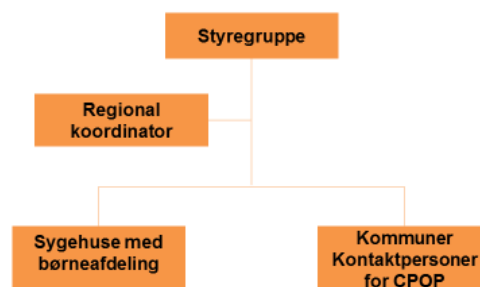 Styregruppe
Regional
koordinator
Sygehuse med
børneafdeling
Kommuner
Kontaktpersoner
for CPOP